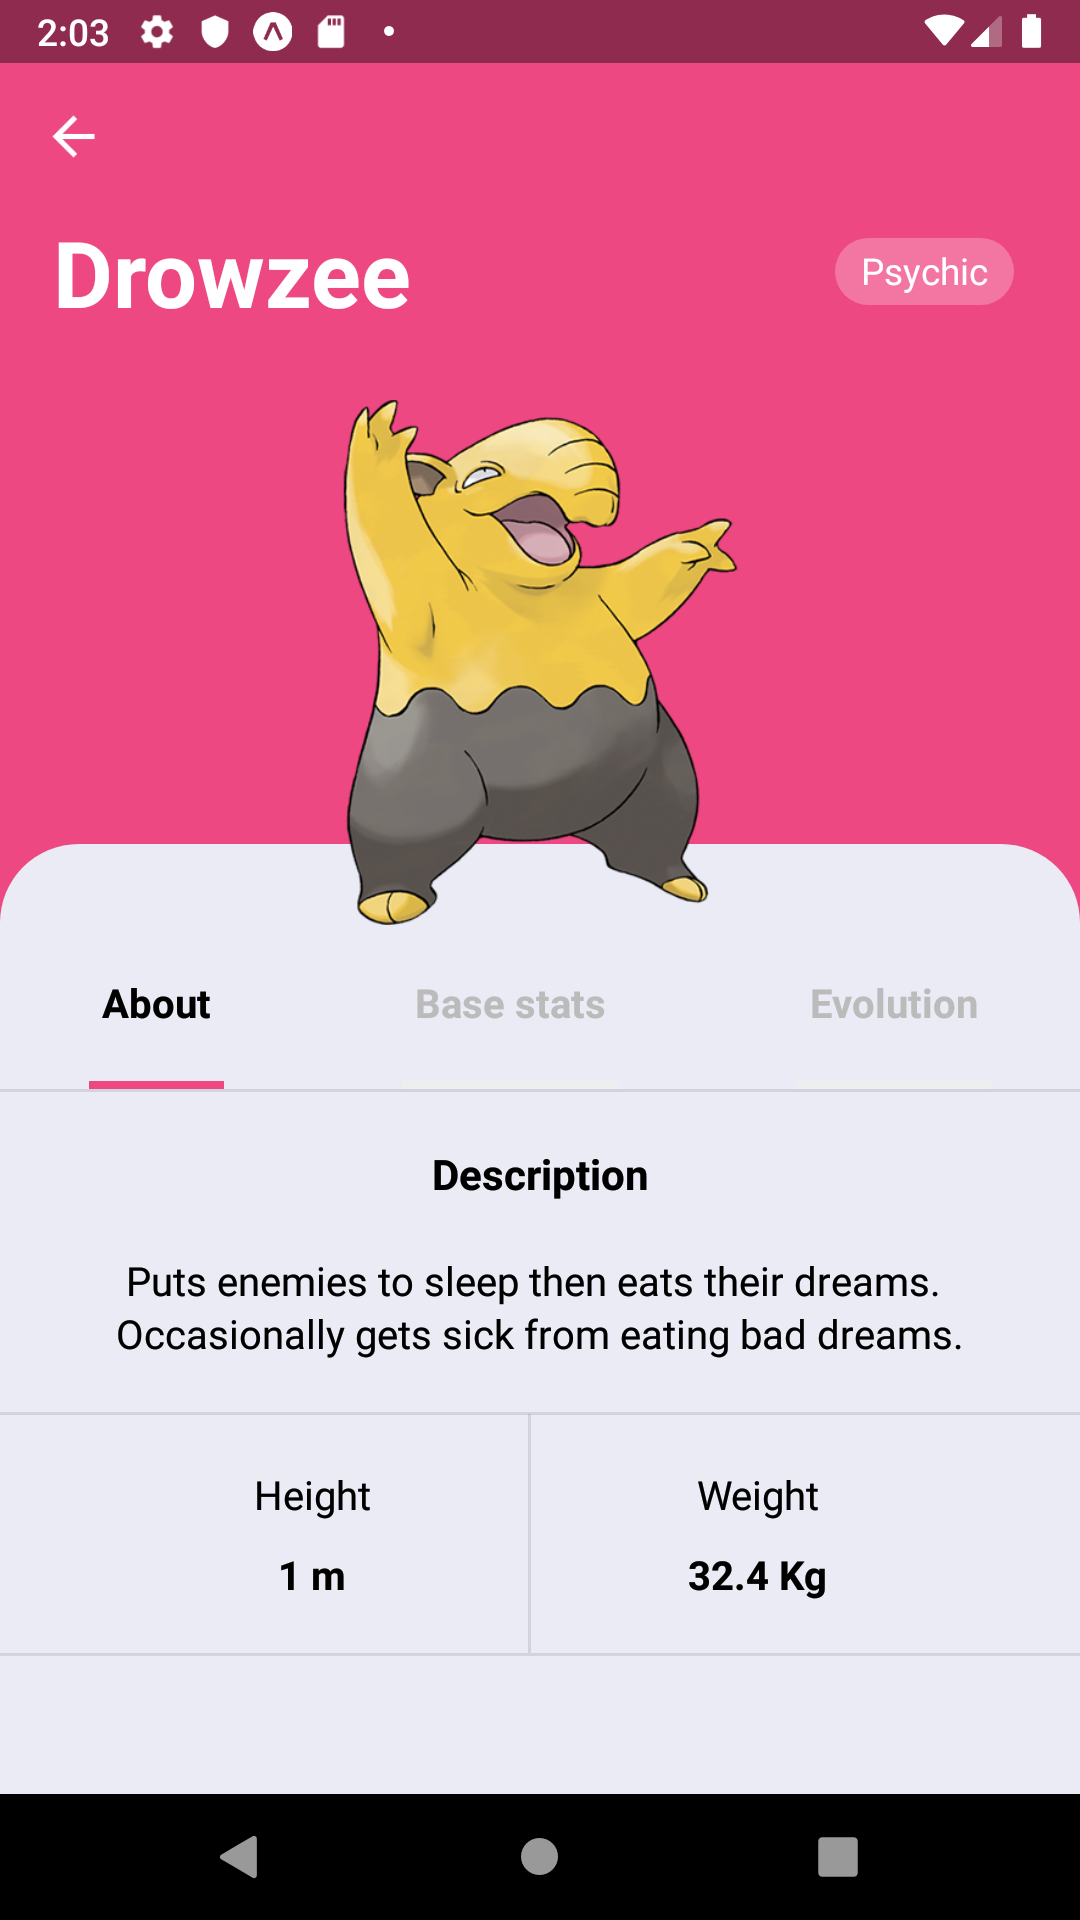 2:03
Drowzee
Psychic
About
Base stats
Evolution
Description
Puts enemies to sleep then eats their dreams.
Occasionally gets sick from eating bad dreams.
Height
Weight
1 m
32.4 Kg